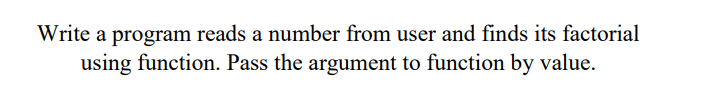 Write a program reads a number from user and finds its factorial
using function. Pass the argument to function by value.